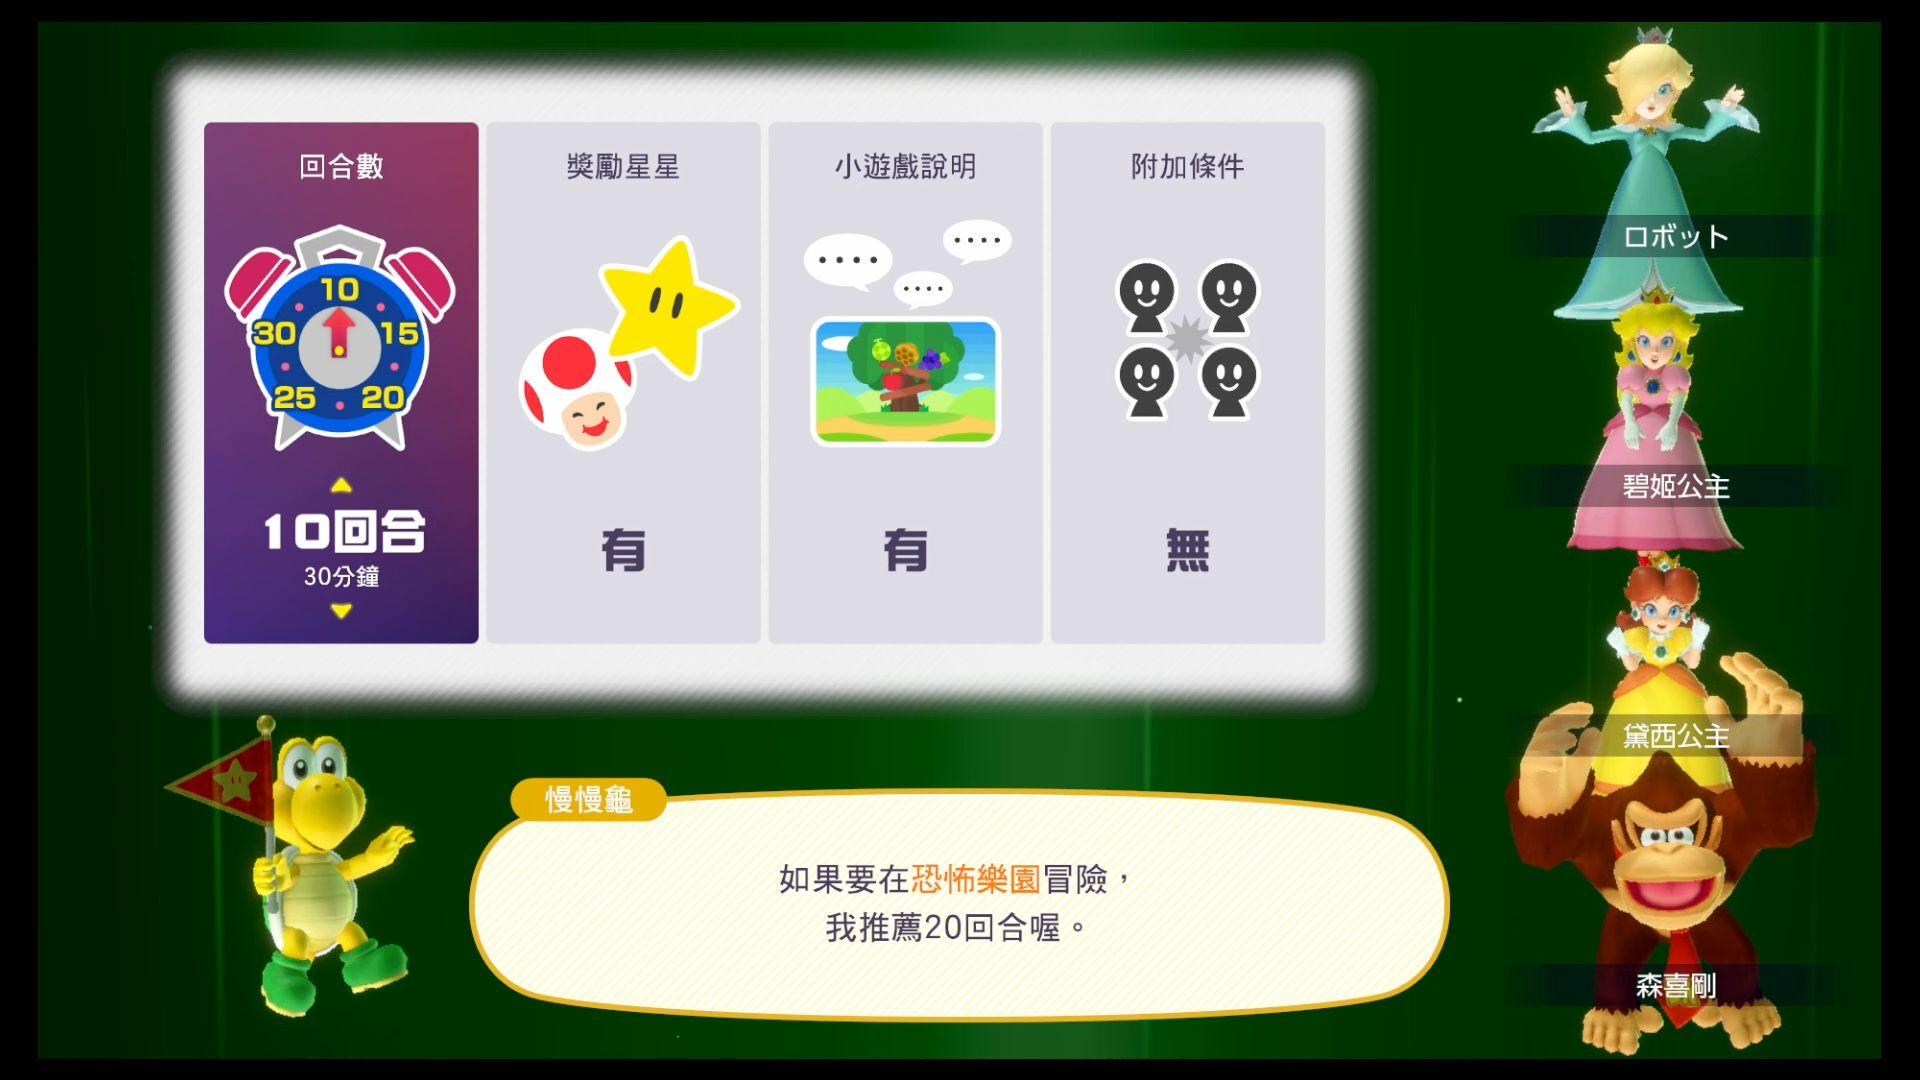 回合數
10
15
20
25
30
10回合
30分鐘
獎勵星星
有
小遊戲說明
有
附加條件
無
ロボット
碧姬公主
黛西公主
森喜剛
慢慢龜
如果要在恐怖樂園冒險，
我推薦20回合喔。